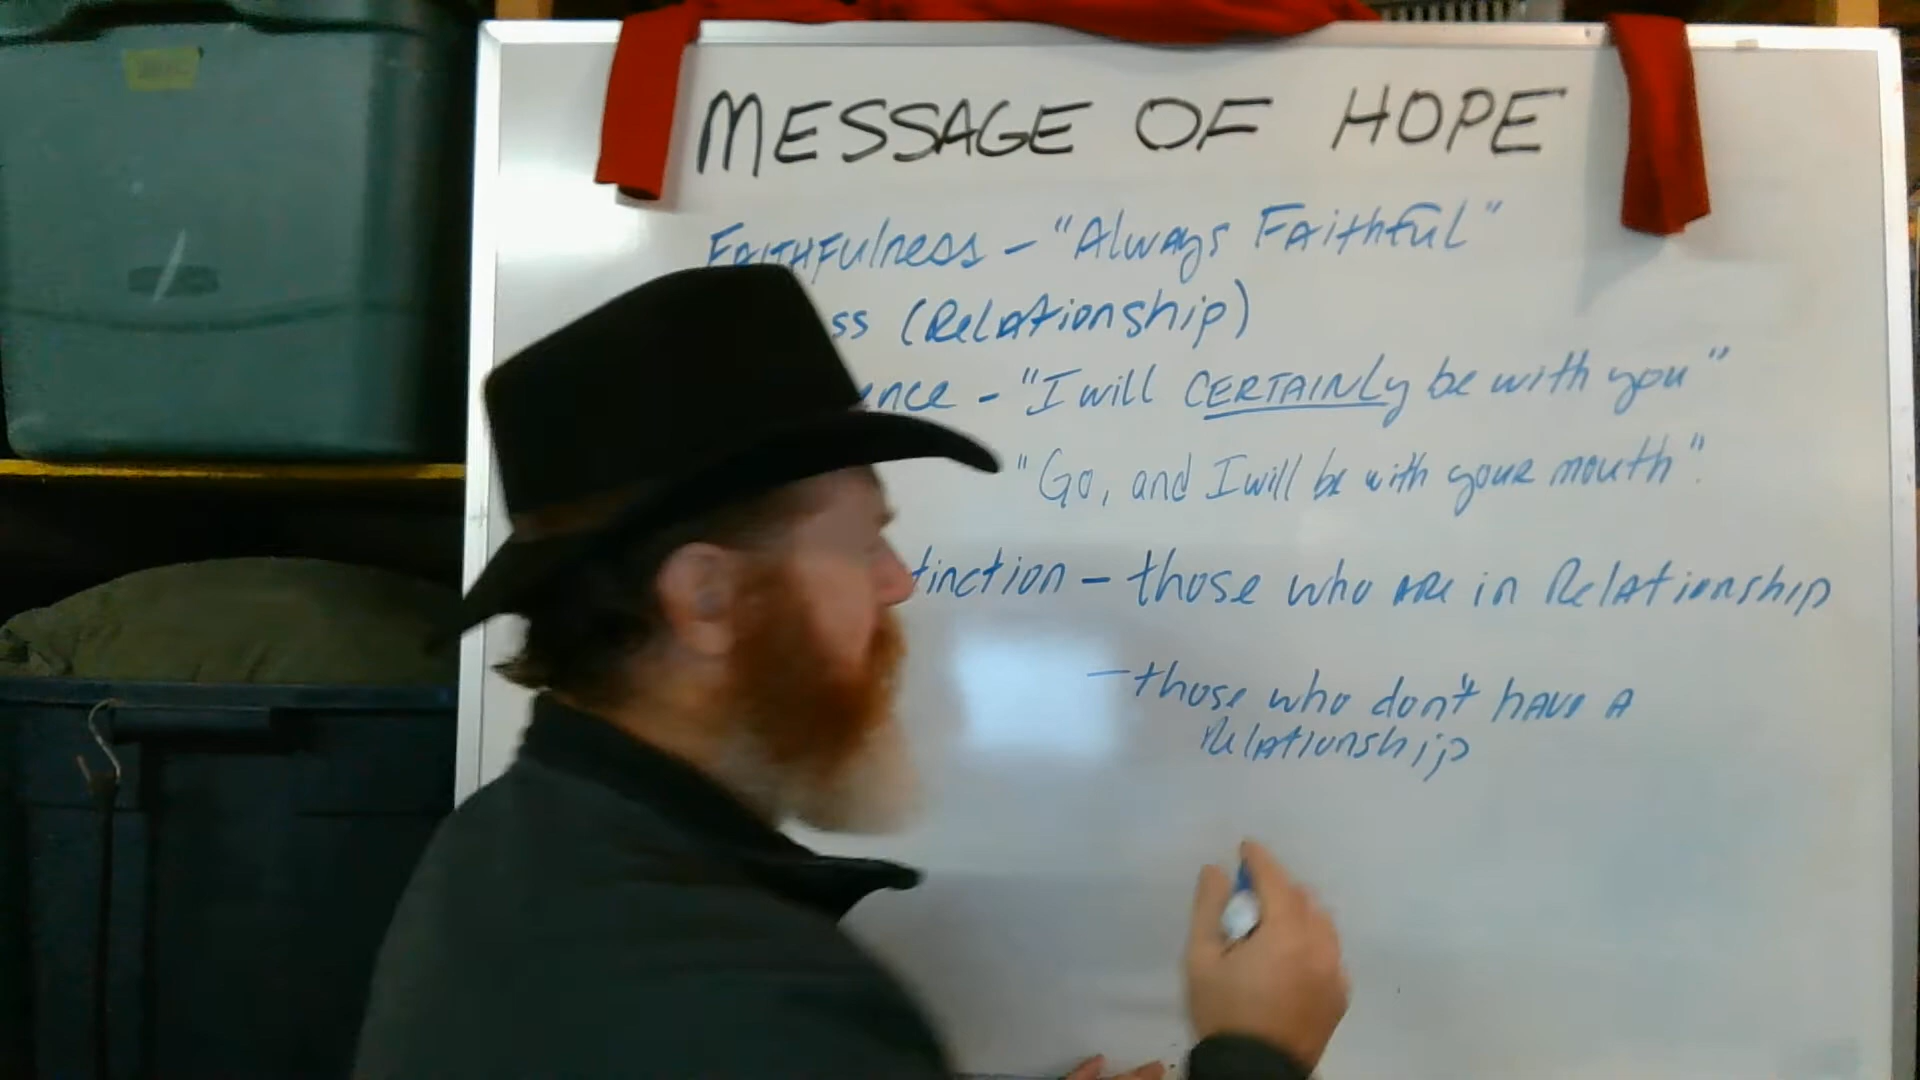 MESSAGE OF HOPE
FAITHFulness - "Always FAithful"
ss (RelAtionship)
ence - "I will CERTAINLy be with you"
"Go, and I will be with your mouth".
tinction - those who ARE in RelAtionship
- those who don't hAve A
RelAtionship